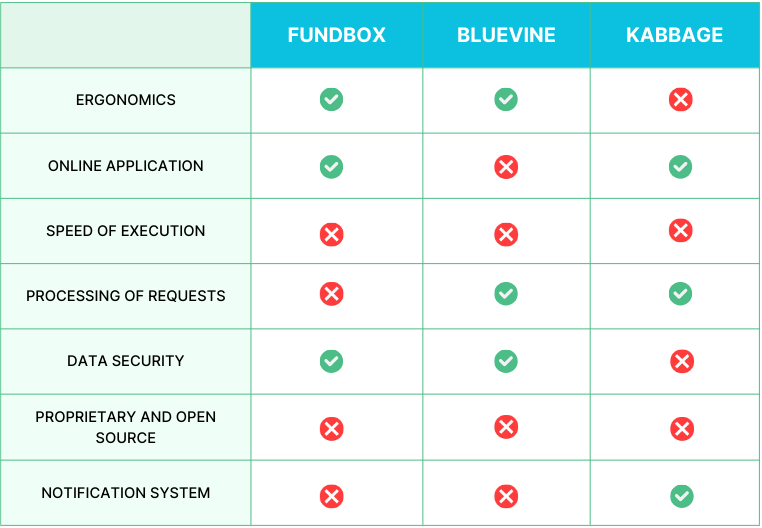 FUNDBOX BLUEVINE KABBAGE
ERGONOMICS
ONLINE APPLICATION
SPEED OF EXECUTION
PROCESSING OF REQUESTS
DATA SECURITY
PROPRIETARY AND OPEN
SOURCE
NOTIFICATION SYSTEM